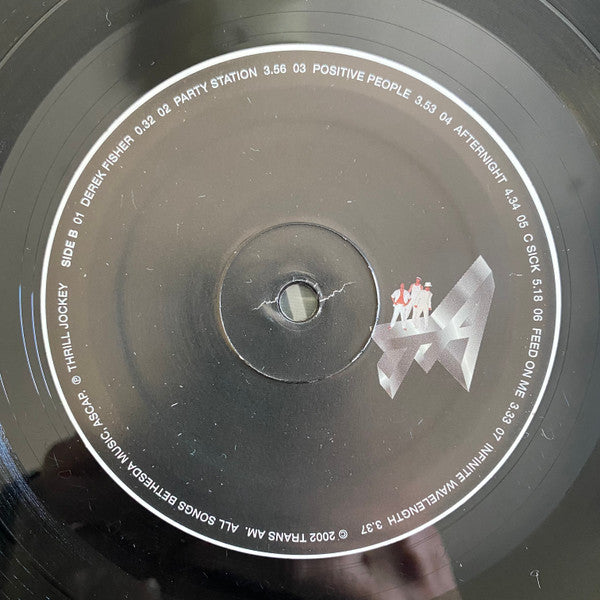 SIDE B 01 DEREK FISHER 0.32 02 PARTY STATION 3.56 03 POSITIVE PEOPLE 3.53 04 AFTERNIGHT 4.34 05 C SICK 5.18 06 FEED ON ME 3.33 07 INFINITE WAVELENGTH 3.37
© 2002 TRANS AM. ALL SONGS BETHESDA MUSIC, ASCAP. ℗ THRILL JOCKEY